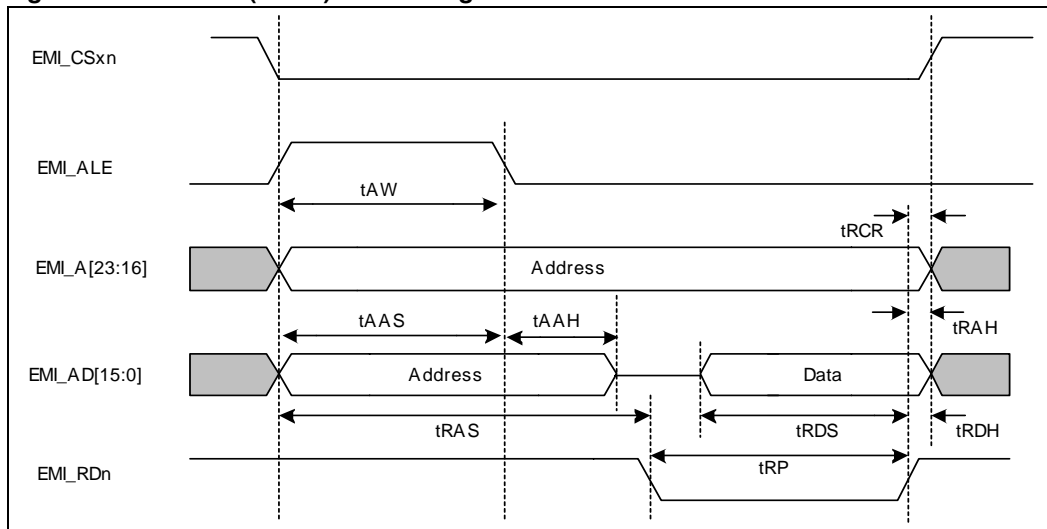 EMI_CSxn
EMI_ALE
tAW
tRCR
EMI_A[23:16]
Address
tAAS
tAAH
tRAH
EMI_AD[15:0]
Address
Data
tRAS
tRDS
tRDH
tRP
EMI_RDn